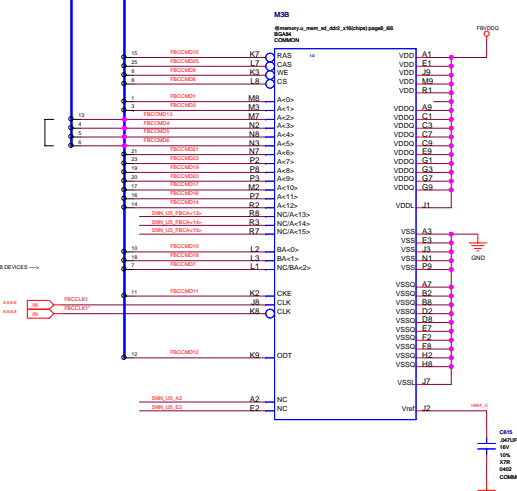 M3B
@memory.u_mem_sd_ddr2_x16(chips):page8_I66
BGA84
COMMON
FBVDDQ
15 FBCCMD15 K7 RAS VDD A1
25 FBCCMD25 L7 CAS VDD E1
9 FBCCMD9 K3 WE VDD J9
8 FBCCMD8 L8 CS VDD M9
VDD R1
1 FBCCMD1 M8 A<0>
3 FBCCMD3 M3 A<1> VDDQ A9
13 FBCCMD13 M7 A<2> VDDQ C1
4 FBCCMD4 N2 A<3> VDDQ C3
5 FBCCMD5 N8 A<4> VDDQ C7
6 FBCCMD6 N3 A<5> VDDQ C9
21 FBCCMD21 N7 A<6> VDDQ E9
23 FBCCMD23 P2 A<7> VDDQ G1
19 FBCCMD19 P8 A<8> VDDQ G3
20 FBCCMD20 P3 A<9> VDDQ G7
17 FBCCMD17 M2 A<10> VDDQ G9
16 FBCCMD16 P7 A<11>
14 FBCCMD14 R2 A<12> VDDL J1
SNN_U5_FBCA<13> R8 NC/A<13>
SNN_U5_FBCA<14> R3 NC/A<14>
SNN_U5_FBCA<15> R7 NC/A<15> VSS A3
VSS E3
10 FBCCMD10 L2 BA<0> VSS J3
18 FBCCMD18 L3 BA<1> VSS N1
7 FBCCMD7 L1 NC/BA<2> VSS P9
GND
DEVICES --->
VSSQ A7
11 FBCCMD11 K2 CKE VSSQ B2
IN FBCCLK1 J8 CLK VSSQ B8
IN FBCCLK1* K8 CLK VSSQ D2
VSSQ D8
VSSQ E7
VSSQ F2
VSSQ F8
12 FBCCMD12 K9 ODT VSSQ H2
VSSQ H8
VSSL J7
SNN_U5_A2 A2 NC
SNN_U5_E2 E2 NC Vref J2
VREF_C
C615
.047UF
16V
10%
X7R
0402
COMM